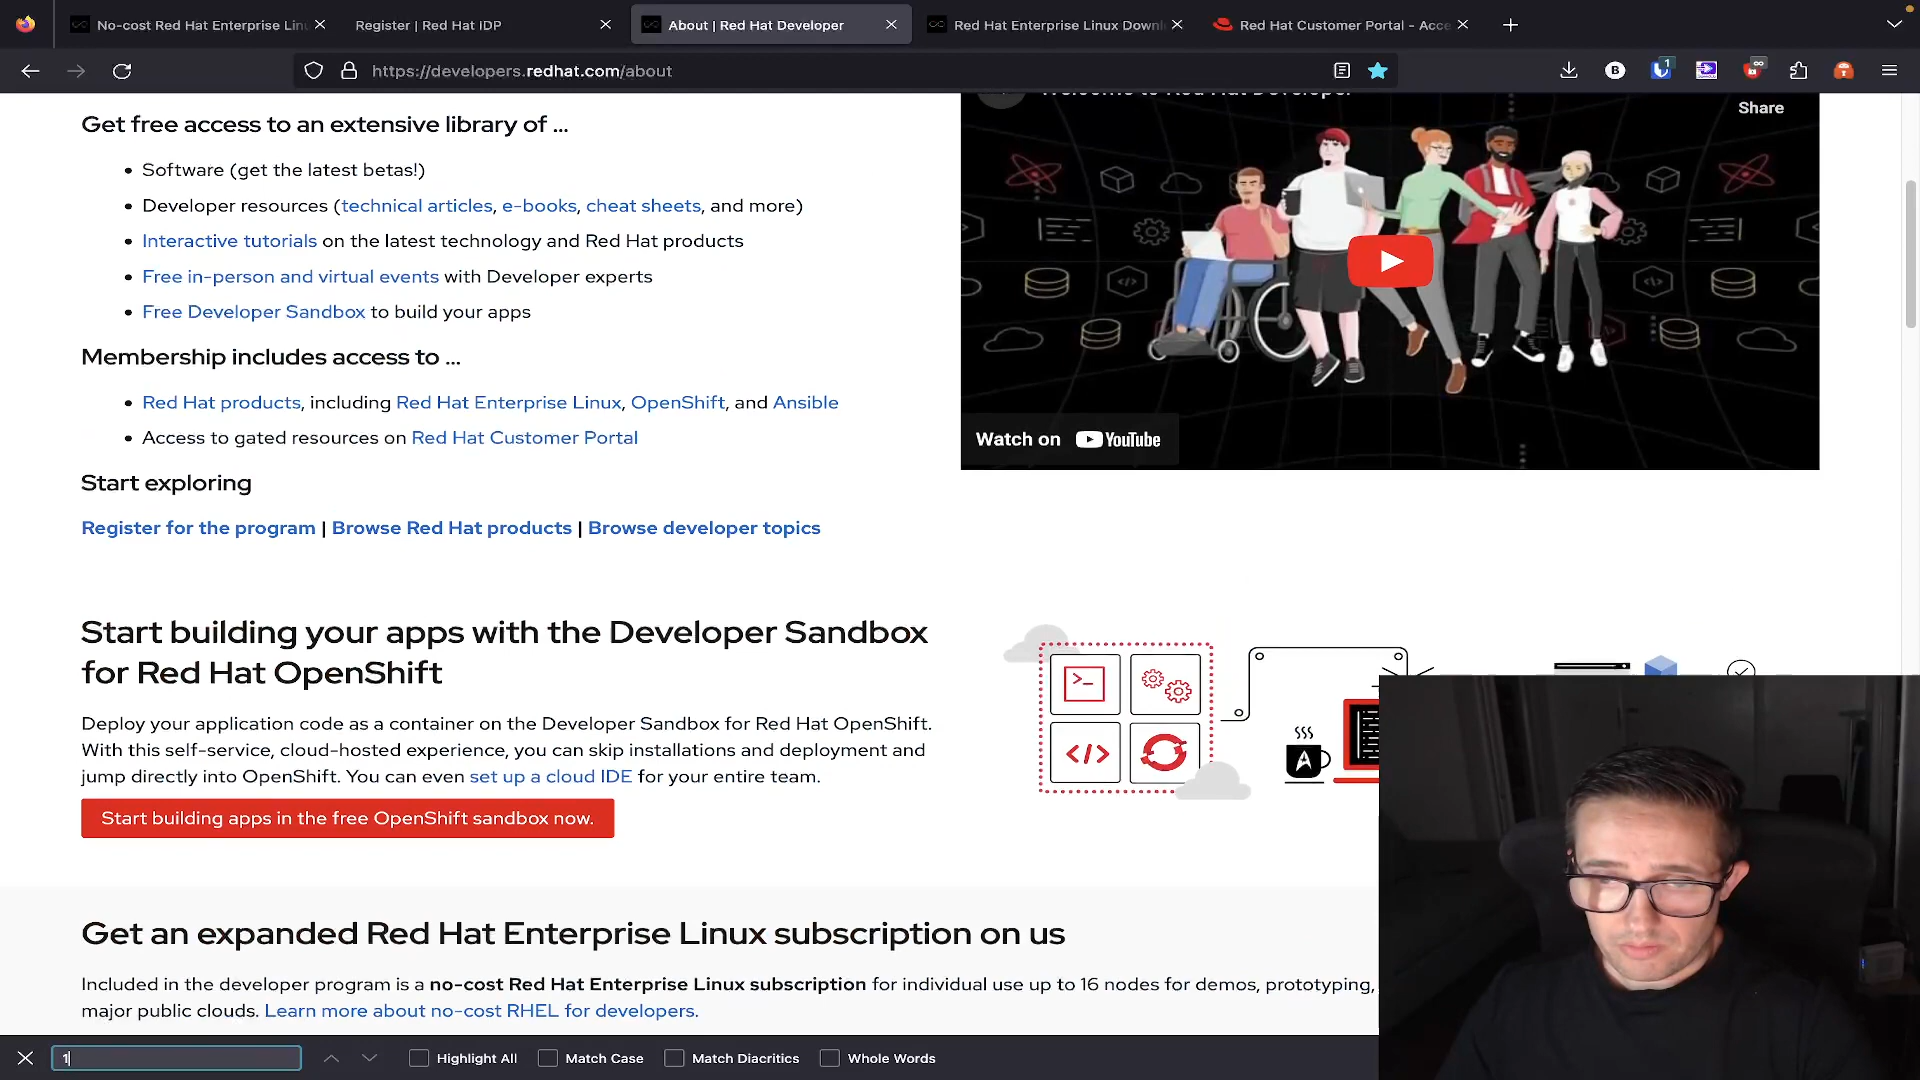 No-cost Red Hat Enterprise Lin
Register | Red Hat IDP
About | Red Hat Developer
Red Hat Enterprise Linux Downl
Red Hat Customer Portal - Acce
https://developers.redhat.com/about
B
1
∞
Get free access to an extensive library of ...
• Software (get the latest betas!)
• Developer resources (technical articles, e-books, cheat sheets, and more)
• Interactive tutorials on the latest technology and Red Hat products
• Free in-person and virtual events with Developer experts
• Free Developer Sandbox to build your apps
Membership includes access to ...
• Red Hat products, including Red Hat Enterprise Linux, OpenShift, and Ansible
• Access to gated resources on Red Hat Customer Portal
Start exploring
Register for the program | Browse Red Hat products | Browse developer topics
Welcome to Red Hat Developer
Share
Watch on YouTube
Start building your apps with the Developer Sandbox
for Red Hat OpenShift
Deploy your application code as a container on the Developer Sandbox for Red Hat OpenShift.
With this self-service, cloud-hosted experience, you can skip installations and deployment and
jump directly into OpenShift. You can even set up a cloud IDE for your entire team.
Start building apps in the free OpenShift sandbox now.
>_
</>
A
Get an expanded Red Hat Enterprise Linux subscription on us
Included in the developer program is a no-cost Red Hat Enterprise Linux subscription for individual use up to 16 nodes for demos, prototyping,
major public clouds. Learn more about no-cost RHEL for developers.
1
Highlight All
Match Case
Match Diacritics
Whole Words